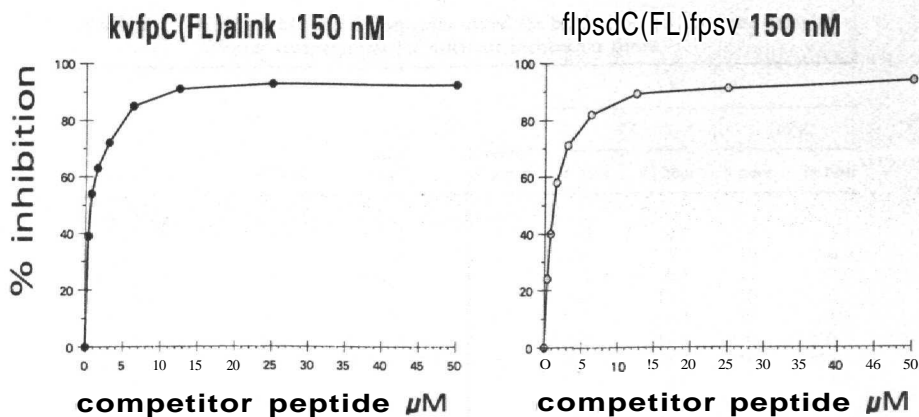 kvfpC(FL)alink 150 nM
% inhibition
100
80
60
40
20
0
0 5 10 15 20 25 30 35 40 45 50
competitor peptide µM
flpsdC(FL)fpsv 150 nM
100
80
60
40
20
0
O 5 10 15 20 25 30 35 40 46 50
competitor peptide µM